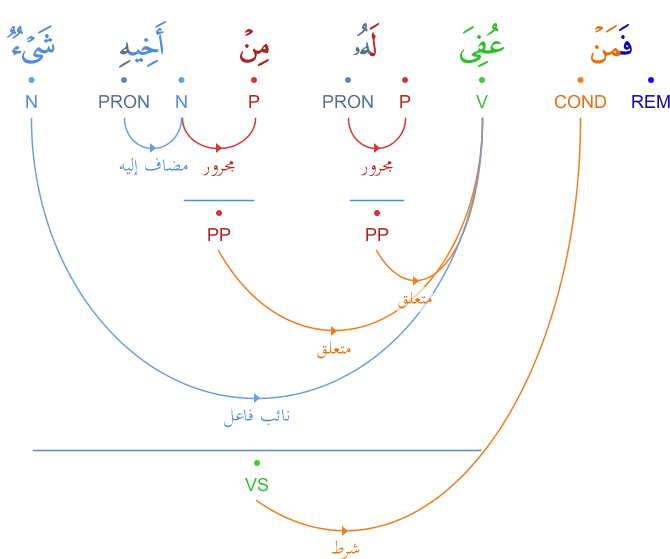 فَمَنْ عُفِىَ لَهُۥ مِنْ أَخِيهِ شَىْءٌ
REM COND V P PRON P N PRON N
مجرور مجرور مضاف إليه
PP PP
متعلق
متعلق
نائب فاعل
VS
شرط